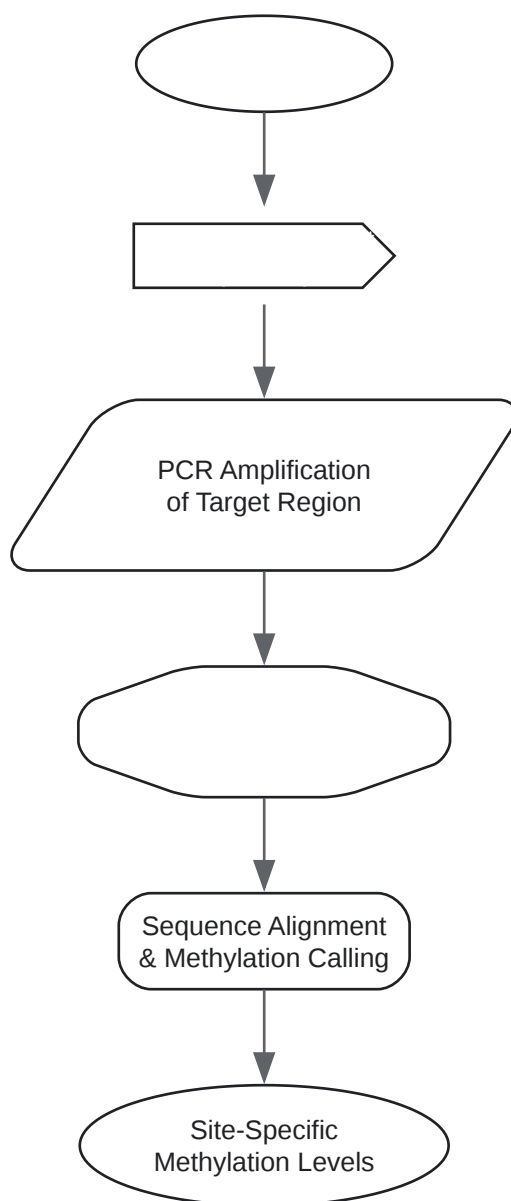 PCR Amplification
of Target Region
Sequence Alignment
& Methylation Calling
Site-Specific
Methylation Levels